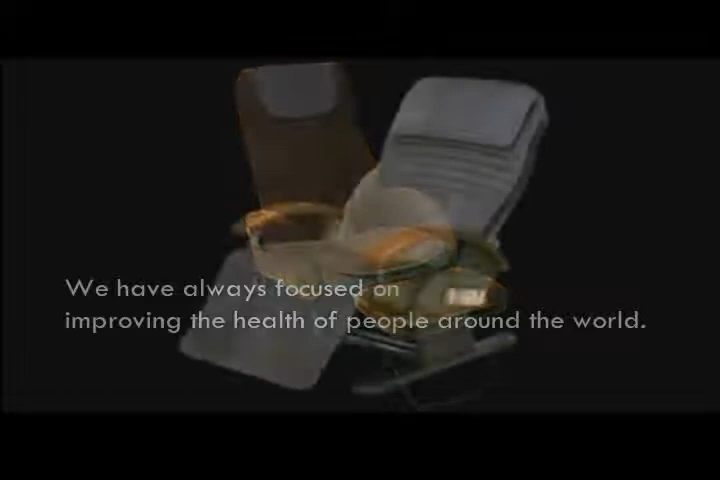 We have always focused on
improving the health of people around the world.